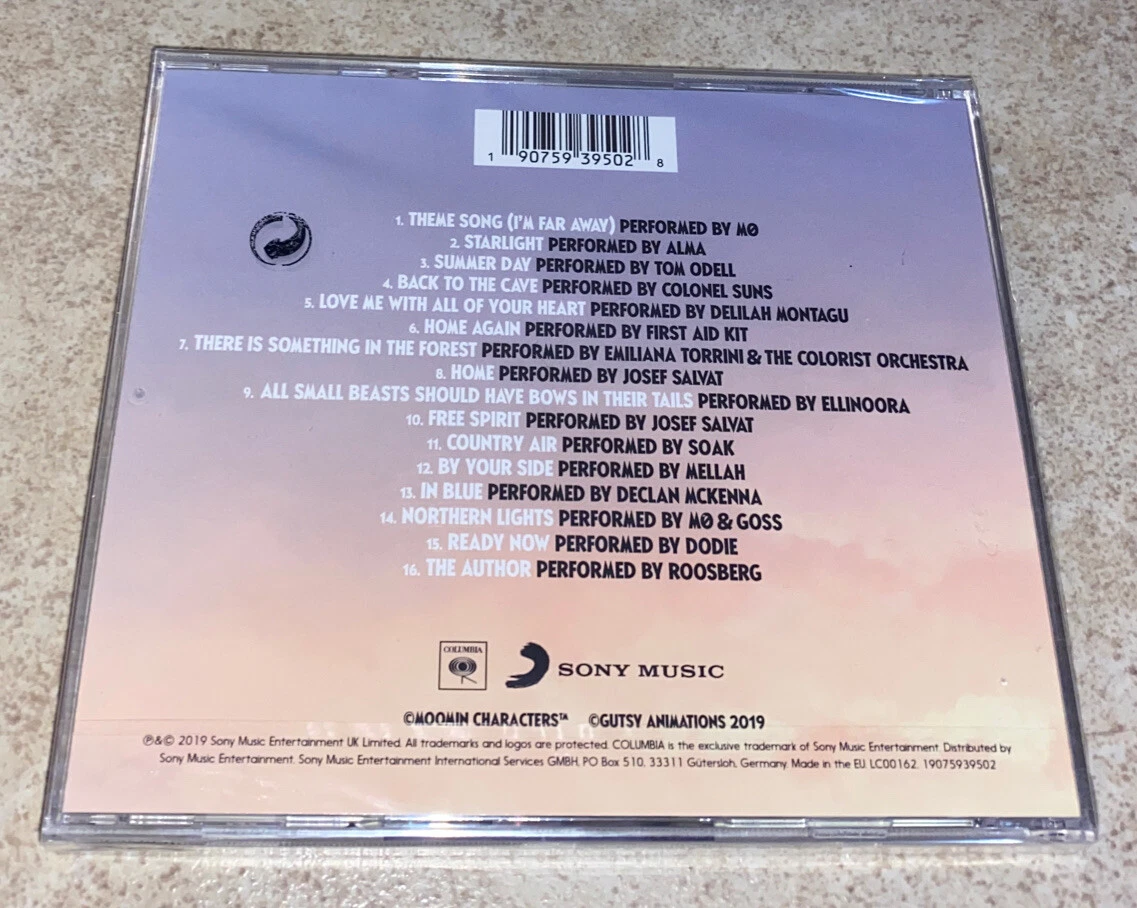 1 90759 39502 8
1. THEME SONG (I'M FAR AWAY) PERFORMED BY MØ
2. STARLIGHT PERFORMED BY ALMA
3. SUMMER DAY PERFORMED BY TOM ODELL
4. BACK TO THE CAVE PERFORMED BY COLONEL SUNS
5. LOVE ME WITH ALL OF YOUR HEART PERFORMED BY DELILAH MONTAGU
6. HOME AGAIN PERFORMED BY FIRST AID KIT
7. THERE IS SOMETHING IN THE FOREST PERFORMED BY EMILIANA TORRINI & THE COLORIST ORCHESTRA
8. HOME PERFORMED BY JOSEF SALVAT
9. ALL SMALL BEASTS SHOULD HAVE BOWS IN THEIR TAILS PERFORMED BY ELLINOORA
10. FREE SPIRIT PERFORMED BY JOSEF SALVAT
11. COUNTRY AIR PERFORMED BY SOAK
12. BY YOUR SIDE PERFORMED BY MELLAH
13. IN BLUE PERFORMED BY DECLAN MCKENNA
14. NORTHERN LIGHTS PERFORMED BY MØ & GOSS
15. READY NOW PERFORMED BY DODIE
16. THE AUTHOR PERFORMED BY ROOSBERG
COLUMBIA
SONY MUSIC
©MOOMIN CHARACTERS™ ©GUTSY ANIMATIONS 2019
℗&© 2019 Sony Music Entertainment UK Limited. All trademarks and logos are protected. COLUMBIA is the exclusive trademark of Sony Music Entertainment. Distributed by
Sony Music Entertainment. Sony Music Entertainment International Services GMBH, PO Box 510, 33311 Gütersloh, Germany. Made in the EU. LC00162. 19075939502